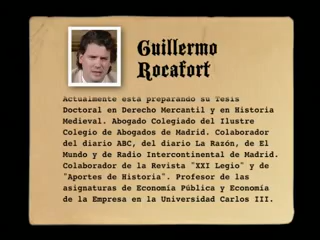 Guillermo
Rocafort
Actualmente está preparando su Tesis
Doctoral en Derecho Mercantil y en Historia
Medieval. Abogado Colegiado del Ilustre
Colegio de Abogados de Madrid. Colaborador
del diario ABC, del diario La Razón, de El
Mundo y de Radio Intercontinental de Madrid.
Colaborador de la Revista "XXI Legio" y de
"Aportes de Historia". Profesor de las
asignaturas de Economía Pública y Economía
de la Empresa en la Universidad Carlos III.